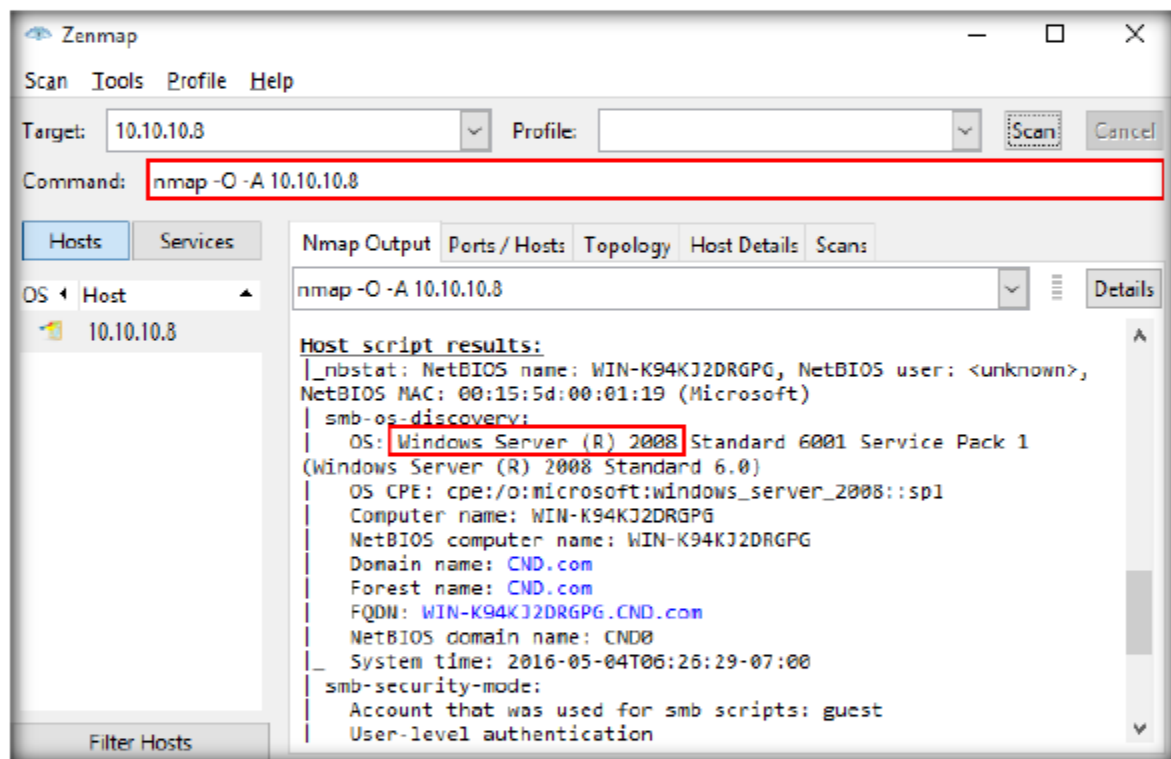 Zenmap
Scan Tools Profile Help
Target: 10.10.10.8 Profile: Scan Cancel
Command: nmap -O -A 10.10.10.8
Hosts Services
Nmap Output Ports / Hosts Topology Host Details Scans
OS Host
nmap -O -A 10.10.10.8 Details
10.10.10.8
Host script results:
|_nbstat: NetBIOS name: WIN-K94KJ2DRGPG, NetBIOS user: <unknown>,
NetBIOS MAC: 00:15:5d:00:01:19 (Microsoft)
| smb-os-discovery:
|   OS: Windows Server (R) 2008 Standard 6001 Service Pack 1
(Windows Server (R) 2008 Standard 6.0)
|   OS CPE: cpe:/o:microsoft:windows_server_2008::sp1
|   Computer name: WIN-K94KJ2DRGPG
|   NetBIOS computer name: WIN-K94KJ2DRGPG
|   Domain name: CND.com
|   Forest name: CND.com
|   FQDN: WIN-K94KJ2DRGPG.CND.com
|   NetBIOS domain name: CND0
|_  System time: 2016-05-04T06:26:29-07:00
| smb-security-mode:
|   Account that was used for smb scripts: guest
|   User-level authentication
Filter Hosts